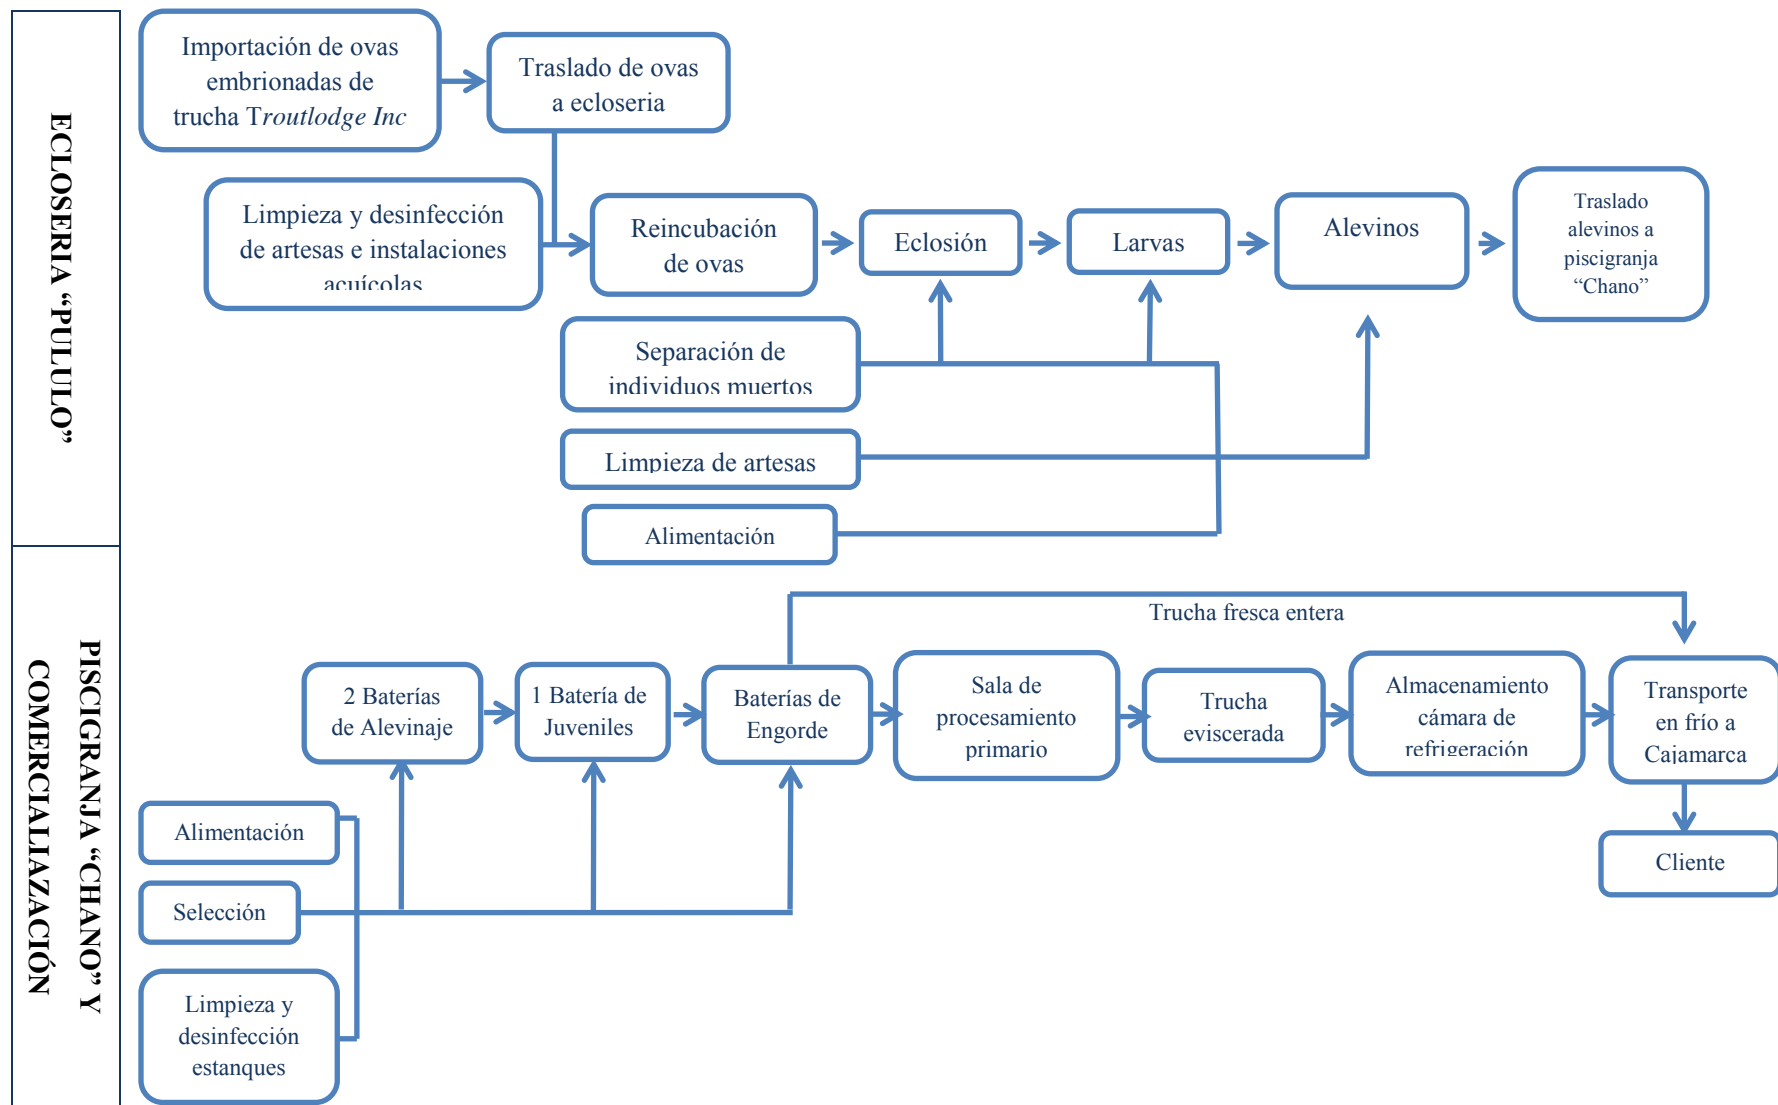 ECLOSERIA “PULULO”
Importación de ovas
embrionadas de
trucha Troutlodge Inc
Traslado de ovas
a ecloseria
Limpieza y desinfección
de artesas e instalaciones
acuícolas
Reincubación
de ovas
Eclosión
Larvas
Alevinos
Traslado
alevinos a
piscigranja
“Chano”
Separación de
individuos muertos
Limpieza de artesas
Alimentación
PISCIGRANJA “CHANO” Y
COMERCIALIAZACIÓN
Trucha fresca entera
2 Baterías
de Alevinaje
1 Batería de
Juveniles
Baterías de
Engorde
Sala de
procesamiento
primario
Trucha
eviscerada
Almacenamiento
cámara de
refrigeración
Transporte
en frío a
Cajamarca
Alimentación
Selección
Limpieza y
desinfección
estanques
Cliente